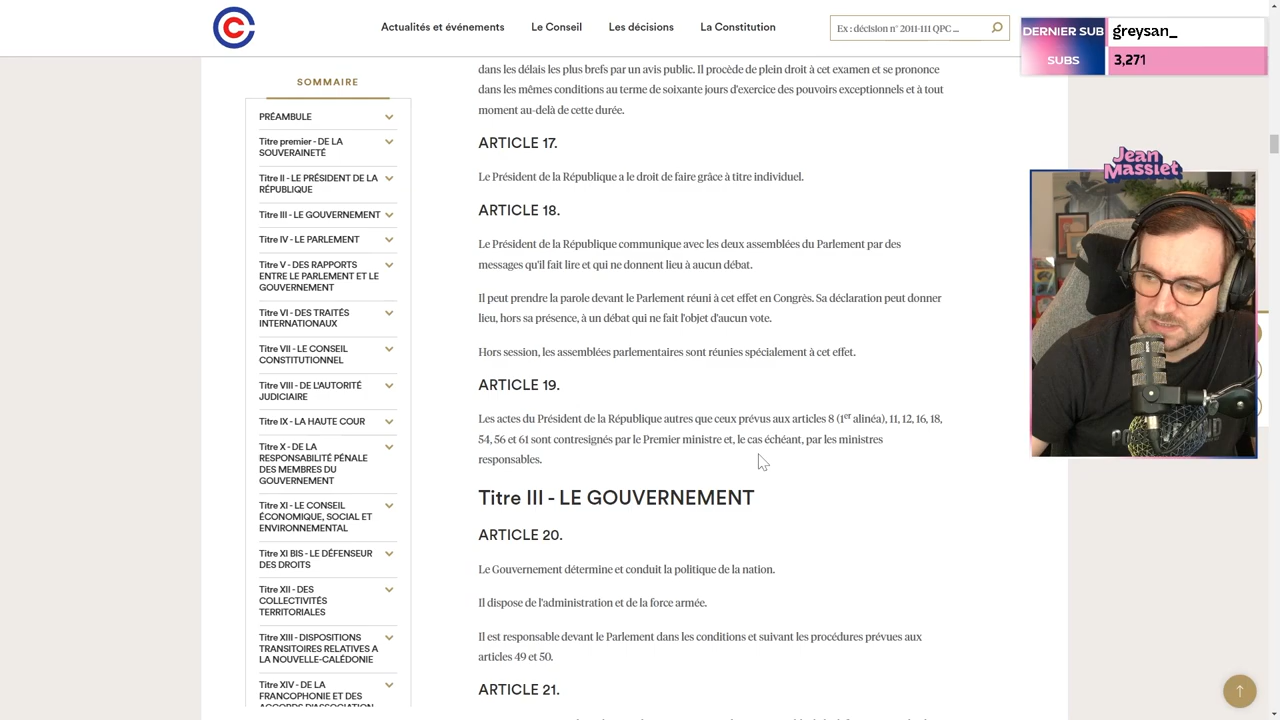 Actualités et événements
Le Conseil
Les décisions
La Constitution
Ex : décision n° 2011-111 QPC ...
DERNIER SUB
greysan_
SUBS
3,271
Jean
Massiet
SOMMAIRE
PRÉAMBULE
Titre premier - DE LA
SOUVERAINETÉ
Titre II - LE PRÉSIDENT DE LA
RÉPUBLIQUE
Titre III - LE GOUVERNEMENT
Titre IV - LE PARLEMENT
Titre V - DES RAPPORTS
ENTRE LE PARLEMENT ET LE
GOUVERNEMENT
Titre VI - DES TRAITÉS
INTERNATIONAUX
Titre VII - LE CONSEIL
CONSTITUTIONNEL
Titre VIII - DE L'AUTORITÉ
JUDICIAIRE
Titre IX - LA HAUTE COUR
Titre X - DE LA
RESPONSABILITÉ PÉNALE
DES MEMBRES DU
GOUVERNEMENT
Titre XI - LE CONSEIL
ÉCONOMIQUE, SOCIAL ET
ENVIRONNEMENTAL
Titre XI BIS - LE DÉFENSEUR
DES DROITS
Titre XII - DES
COLLECTIVITÉS
TERRITORIALES
Titre XIII - DISPOSITIONS
TRANSITOIRES RELATIVES A
LA NOUVELLE-CALÉDONIE
Titre XIV - DE LA
FRANCOPHONIE ET DES
ACCORDS D'ASSOCIATION
dans les délais les plus brefs par un avis public. Il procède de plein droit à cet examen et se prononce
dans les mêmes conditions au terme de soixante jours d'exercice des pouvoirs exceptionnels et à tout
moment au-delà de cette durée.
ARTICLE 17.
Le Président de la République a le droit de faire grâce à titre individuel.
ARTICLE 18.
Le Président de la République communique avec les deux assemblées du Parlement par des
messages qu'il fait lire et qui ne donnent lieu à aucun débat.
Il peut prendre la parole devant le Parlement réuni à cet effet en Congrès. Sa déclaration peut donner
lieu, hors sa présence, à un débat qui ne fait l'objet d'aucun vote.
Hors session, les assemblées parlementaires sont réunies spécialement à cet effet.
ARTICLE 19.
Les actes du Président de la République autres que ceux prévus aux articles 8 (1er alinéa), 11, 12, 16, 18,
54, 56 et 61 sont contresignés par le Premier ministre et, le cas échéant, par les ministres
responsables.
Titre III - LE GOUVERNEMENT
ARTICLE 20.
Le Gouvernement détermine et conduit la politique de la nation.
Il dispose de l'administration et de la force armée.
Il est responsable devant le Parlement dans les conditions et suivant les procédures prévues aux
articles 49 et 50.
ARTICLE 21.